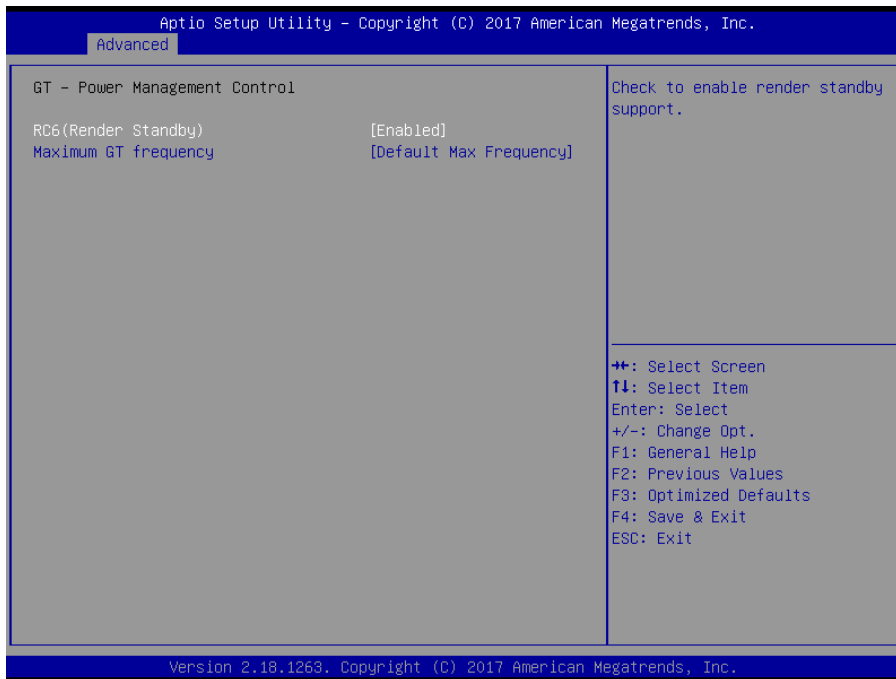 Aptio Setup Utility – Copyright (C) 2017 American Megatrends, Inc.
Advanced
GT – Power Management Control
RC6(Render Standby) [Enabled]
Maximum GT frequency [Default Max Frequency]
Check to enable render standby
support.
→←: Select Screen
↑↓: Select Item
Enter: Select
+/-: Change Opt.
F1: General Help
F2: Previous Values
F3: Optimized Defaults
F4: Save & Exit
ESC: Exit
Version 2.18.1263. Copyright (C) 2017 American Megatrends, Inc.